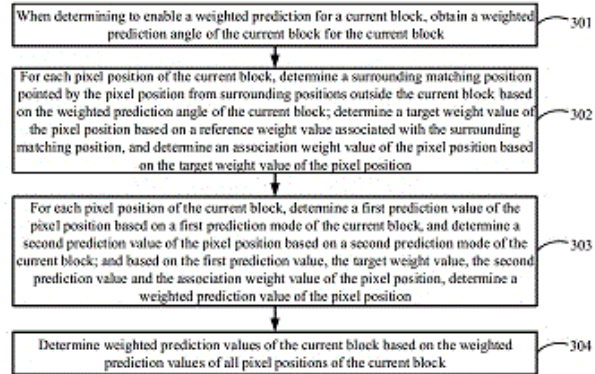 When determining to enable a weighted prediction for a current block, obtain a weighted
prediction angle of the current block for the current block
301
For each pixel position of the current block, determine a surrounding matching position
pointed by the pixel position from surrounding positions outside the current block based
on the weighted prediction angle of the current block; determine a target weight value of
the pixel position based on a reference weight value associated with the surrounding
matching position, and determine an association weight value of the pixel position based
on the target weight value of the pixel position
302
For each pixel position of the current block, determine a first prediction value of the
pixel position based on a first prediction mode of the current block, and determine a
second prediction value of the pixel position based on a second prediction mode of the
current block; and based on the first prediction value, the target weight value, the second
prediction value and the association weight value of the pixel position, determine a
weighted prediction value of the pixel position
303
Determine weighted prediction values of the current block based on the weighted
prediction values of all pixel positions of the current block
304